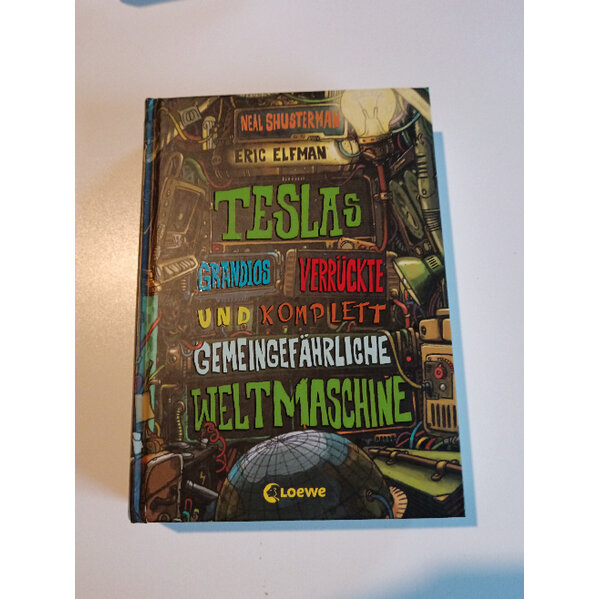 NEAL SHUSTERMAN
ERIC ELFMAN
TESLAS
GRANDIOS VERRÜCKTE
UND KOMPLETT
GEMEINGEFÄHRLICHE
WELTMASCHINE
Loewe